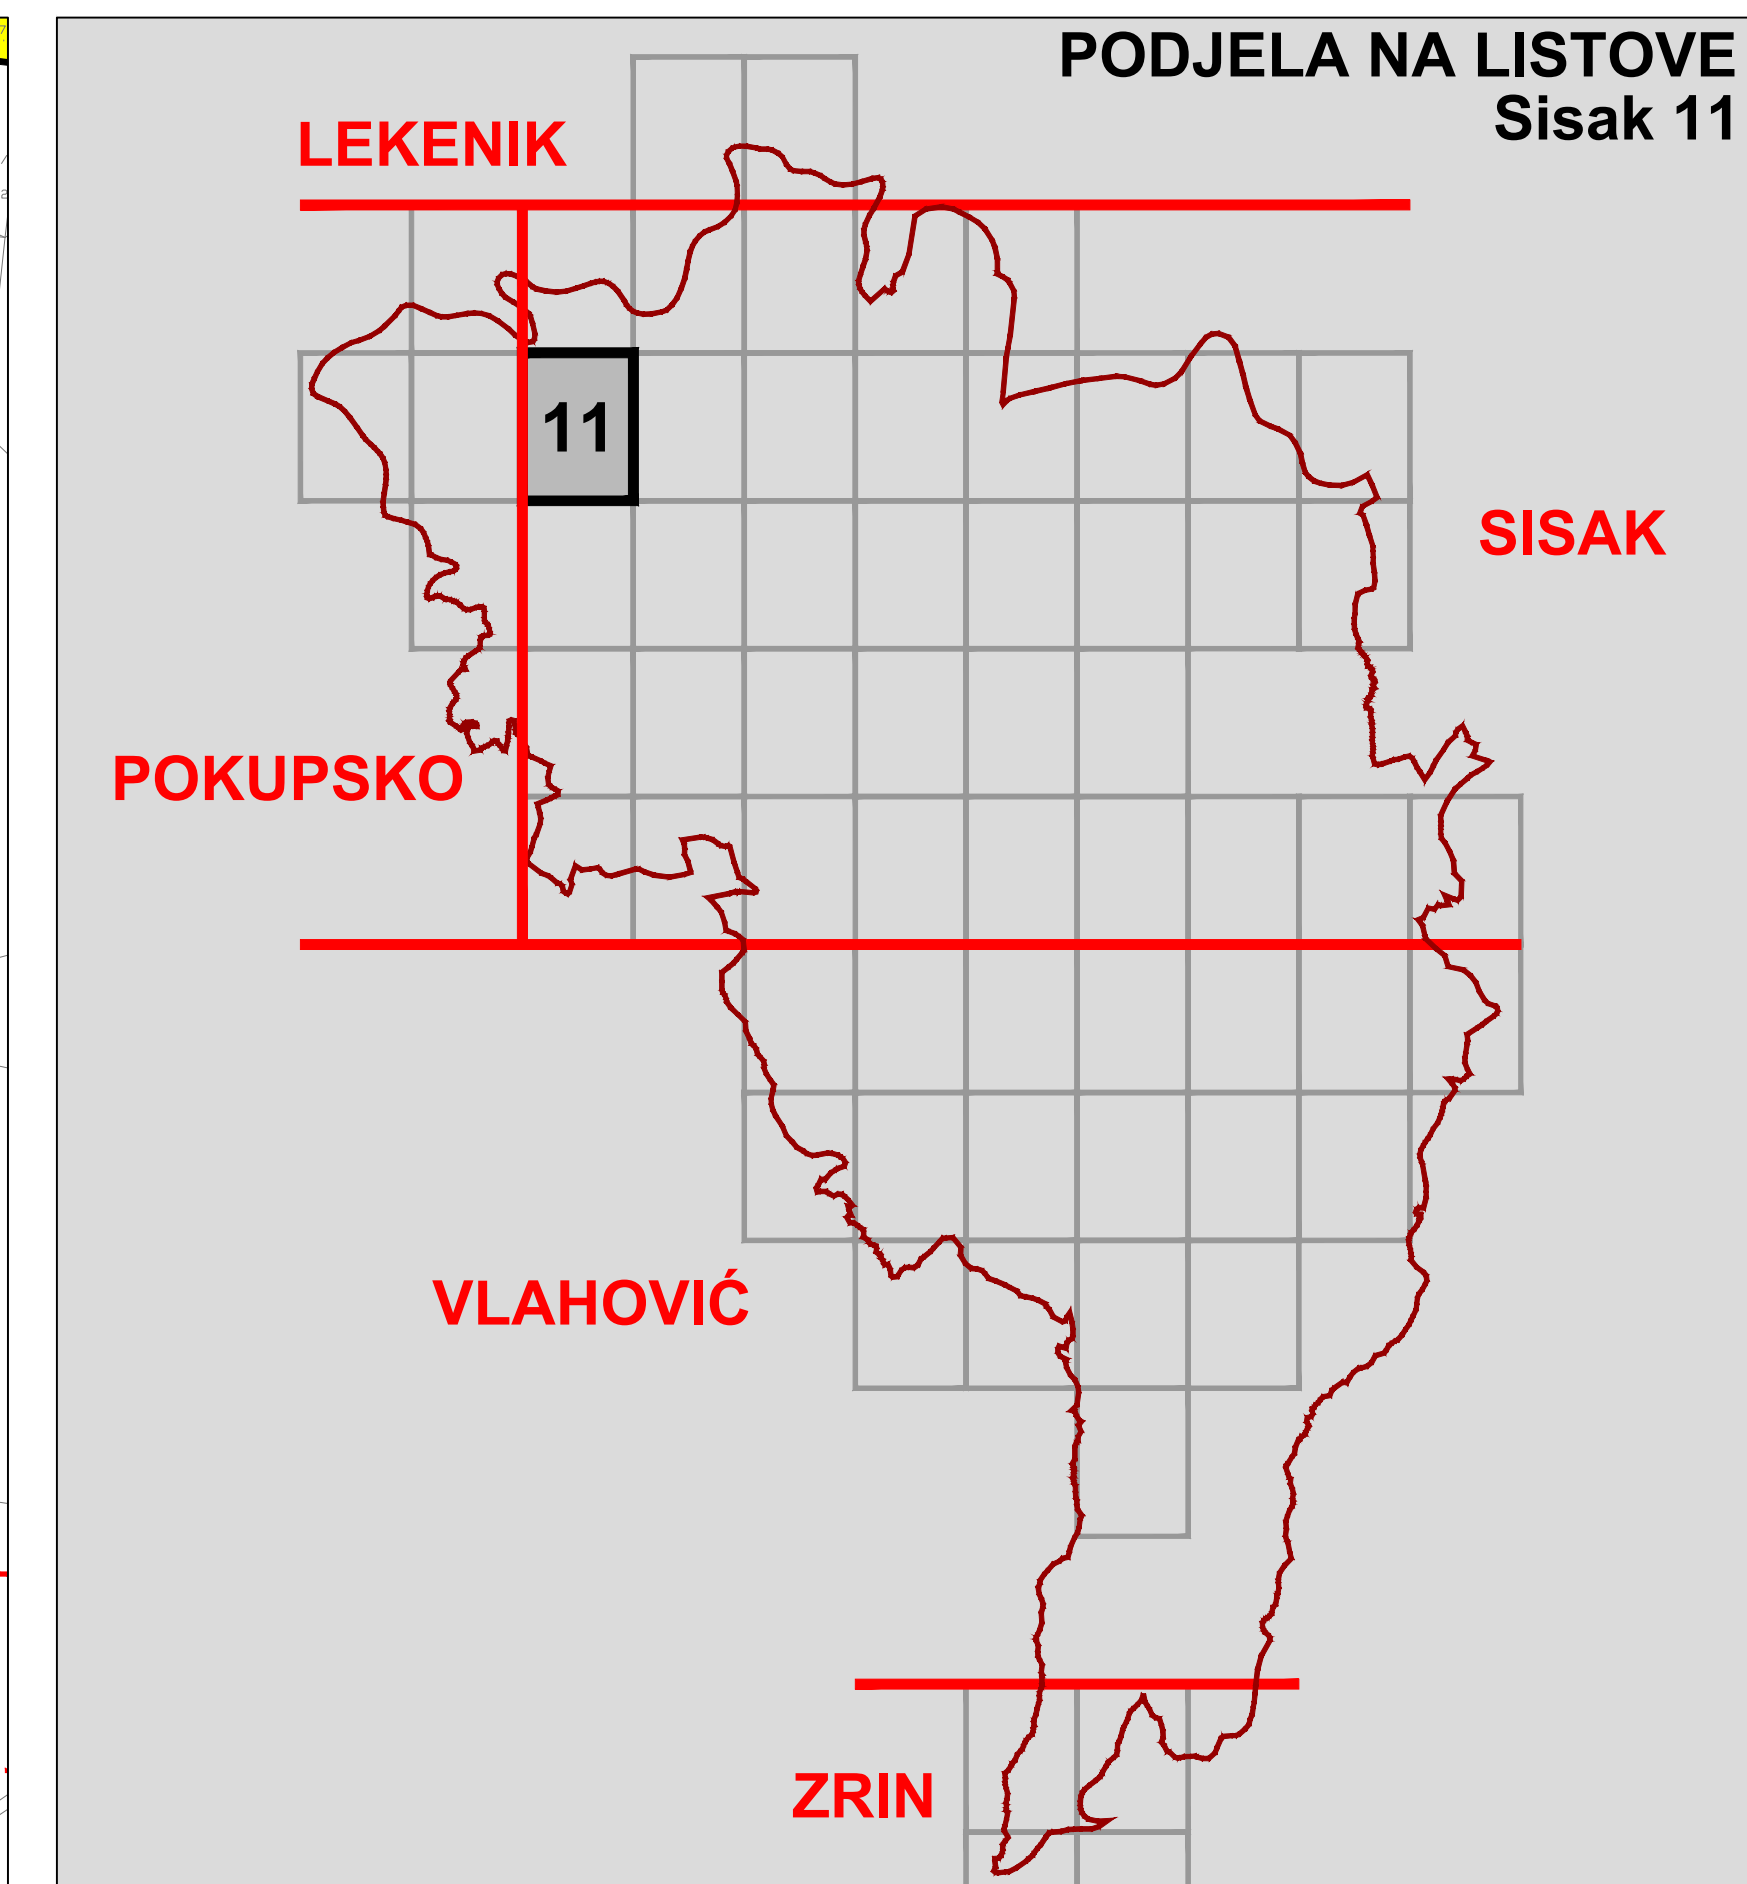 PODJELA NA LISTOVE
Sisak 11
LEKENIK
11
SISAK
POKUPSKO
VLAHOVIĆ
ZRIN